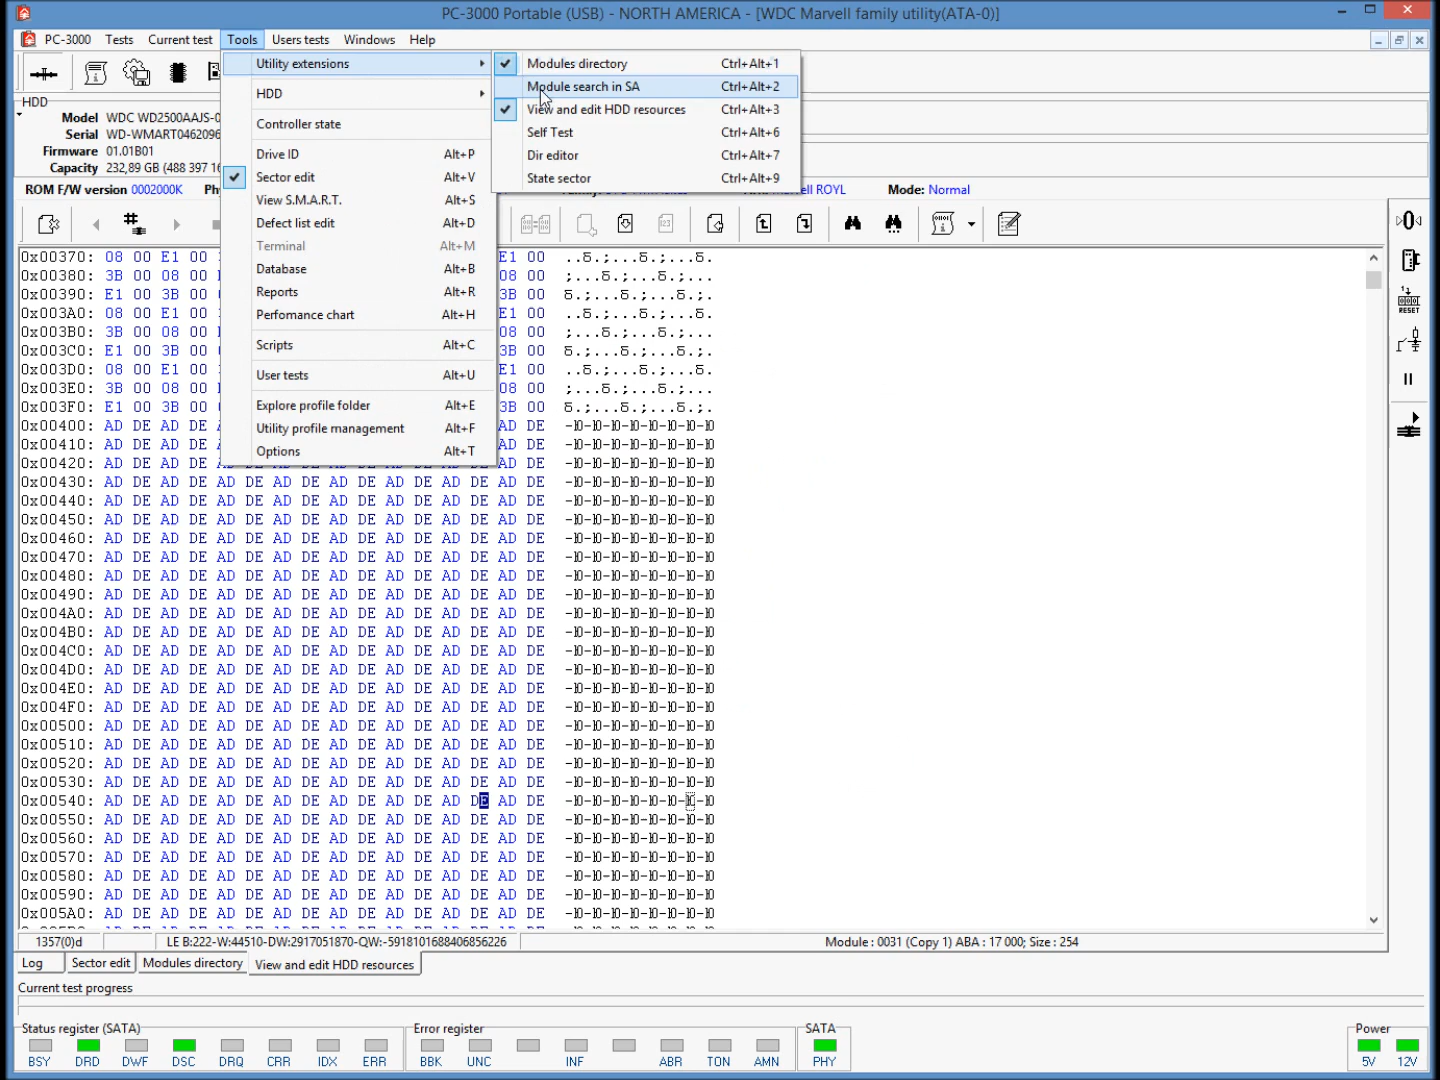 PC-3000 Portable (USB) - NORTH AMERICA - [WDC Marvell family utility(ATA-0)]
PC-3000 Tests Current test Tools Users tests Windows Help
Utility extensions
HDD
Controller state
Drive ID Alt+P
Sector edit Alt+V
View S.M.A.R.T. Alt+S
Defect list edit Alt+D
Terminal Alt+M
Database Alt+B
Reports Alt+R
Perfomance chart Alt+H
Scripts Alt+C
User tests Alt+U
Explore profile folder Alt+E
Utility profile management Alt+F
Options Alt+T
Modules directory Ctrl+Alt+1
Module search in SA Ctrl+Alt+2
View and edit HDD resources Ctrl+Alt+3
Self Test Ctrl+Alt+6
Dir editor Ctrl+Alt+7
State sector Ctrl+Alt+9
HDD
Model WDC WD2500AAJS-0
Serial WD-WMART0462096
Firmware 01.01B01
Capacity 232,89 GB (488 397 16
ROM F/W version 0002000K
ROYL Mode: Normal
RESET
0x00370: 08 00 E1 00 E1 00 ..Б.;...Б.;...Б.
0x00380: 3B 00 08 08 00 ;...Б.;...Б.;...
0x00390: E1 00 3B 00 3B 00 Б.;...Б.;...Б.;.
0x003A0: 08 00 E1 00 ..Б.;...Б.;...Б.
0x003B0: 3B 00 08 08 00 ;...Б.;...Б.;...
0x003C0: E1 00 3B 00 3B 00 Б.;...Б.;...Б.;.
0x003D0: 08 00 E1 00 E1 00 ..Б.;...Б.;...Б.
0x003E0: 3B 00 08 08 00 ;...Б.;...Б.;...
0x003F0: E1 00 3B 00 3B 00 Б.;...Б.;...Б.;.
0x00400: AD DE AD DE AD DE AD DE -Ю-Ю-Ю-Ю-Ю-Ю-Ю-Ю
0x00410: AD DE AD DE AD DE AD DE -Ю-Ю-Ю-Ю-Ю-Ю-Ю-Ю
0x00420: AD DE AD DE AD DE AD DE -Ю-Ю-Ю-Ю-Ю-Ю-Ю-Ю
0x00430: AD DE AD DE AD DE AD DE AD DE AD DE AD DE AD DE -Ю-Ю-Ю-Ю-Ю-Ю-Ю-Ю
0x00440: AD DE AD DE AD DE AD DE AD DE AD DE AD DE AD DE -Ю-Ю-Ю-Ю-Ю-Ю-Ю-Ю
0x00450: AD DE AD DE AD DE AD DE AD DE AD DE AD DE AD DE -Ю-Ю-Ю-Ю-Ю-Ю-Ю-Ю
0x00460: AD DE AD DE AD DE AD DE AD DE AD DE AD DE AD DE -Ю-Ю-Ю-Ю-Ю-Ю-Ю-Ю
0x00470: AD DE AD DE AD DE AD DE AD DE AD DE AD DE AD DE -Ю-Ю-Ю-Ю-Ю-Ю-Ю-Ю
0x00480: AD DE AD DE AD DE AD DE AD DE AD DE AD DE AD DE -Ю-Ю-Ю-Ю-Ю-Ю-Ю-Ю
0x00490: AD DE AD DE AD DE AD DE AD DE AD DE AD DE AD DE -Ю-Ю-Ю-Ю-Ю-Ю-Ю-Ю
0x004A0: AD DE AD DE AD DE AD DE AD DE AD DE AD DE AD DE -Ю-Ю-Ю-Ю-Ю-Ю-Ю-Ю
0x004B0: AD DE AD DE AD DE AD DE AD DE AD DE AD DE AD DE -Ю-Ю-Ю-Ю-Ю-Ю-Ю-Ю
0x004C0: AD DE AD DE AD DE AD DE AD DE AD DE AD DE AD DE -Ю-Ю-Ю-Ю-Ю-Ю-Ю-Ю
0x004D0: AD DE AD DE AD DE AD DE AD DE AD DE AD DE AD DE -Ю-Ю-Ю-Ю-Ю-Ю-Ю-Ю
0x004E0: AD DE AD DE AD DE AD DE AD DE AD DE AD DE AD DE -Ю-Ю-Ю-Ю-Ю-Ю-Ю-Ю
0x004F0: AD DE AD DE AD DE AD DE AD DE AD DE AD DE AD DE -Ю-Ю-Ю-Ю-Ю-Ю-Ю-Ю
0x00500: AD DE AD DE AD DE AD DE AD DE AD DE AD DE AD DE -Ю-Ю-Ю-Ю-Ю-Ю-Ю-Ю
0x00510: AD DE AD DE AD DE AD DE AD DE AD DE AD DE AD DE -Ю-Ю-Ю-Ю-Ю-Ю-Ю-Ю
0x00520: AD DE AD DE AD DE AD DE AD DE AD DE AD DE AD DE -Ю-Ю-Ю-Ю-Ю-Ю-Ю-Ю
0x00530: AD DE AD DE AD DE AD DE AD DE AD DE AD DE AD DE -Ю-Ю-Ю-Ю-Ю-Ю-Ю-Ю
0x00540: AD DE AD DE AD DE AD DE AD DE AD DE AD DE AD DE -Ю-Ю-Ю-Ю-Ю-Ю-Ю-Ю
0x00550: AD DE AD DE AD DE AD DE AD DE AD DE AD DE AD DE -Ю-Ю-Ю-Ю-Ю-Ю-Ю-Ю
0x00560: AD DE AD DE AD DE AD DE AD DE AD DE AD DE AD DE -Ю-Ю-Ю-Ю-Ю-Ю-Ю-Ю
0x00570: AD DE AD DE AD DE AD DE AD DE AD DE AD DE AD DE -Ю-Ю-Ю-Ю-Ю-Ю-Ю-Ю
0x00580: AD DE AD DE AD DE AD DE AD DE AD DE AD DE AD DE -Ю-Ю-Ю-Ю-Ю-Ю-Ю-Ю
0x00590: AD DE AD DE AD DE AD DE AD DE AD DE AD DE AD DE -Ю-Ю-Ю-Ю-Ю-Ю-Ю-Ю
0x005A0: AD DE AD DE AD DE AD DE AD DE AD DE AD DE AD DE -Ю-Ю-Ю-Ю-Ю-Ю-Ю-Ю
1357(0)d LE B:222-W:44510-DW:2917051870-QW:-5918101688406856226 Module : 0031 (Copy 1) ABA : 17 000; Size : 254
Log Sector edit Modules directory View and edit HDD resources
Current test progress
Status register (SATA) Error register SATA Power
BSY DRD DWF DSC DRQ CRR IDX ERR BBK UNC INF ABR TON AMN PHY 5V 12V